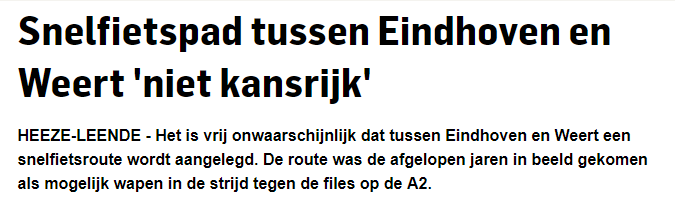 Snelfietspad tussen Eindhoven en
Weert 'niet kansrijk'
HEEZE-LEENDE - Het is vrij onwaarschijnlijk dat tussen Eindhoven en Weert een
snelfietsroute wordt aangelegd. De route was de afgelopen jaren in beeld gekomen
als mogelijk wapen in de strijd tegen de files op de A2.